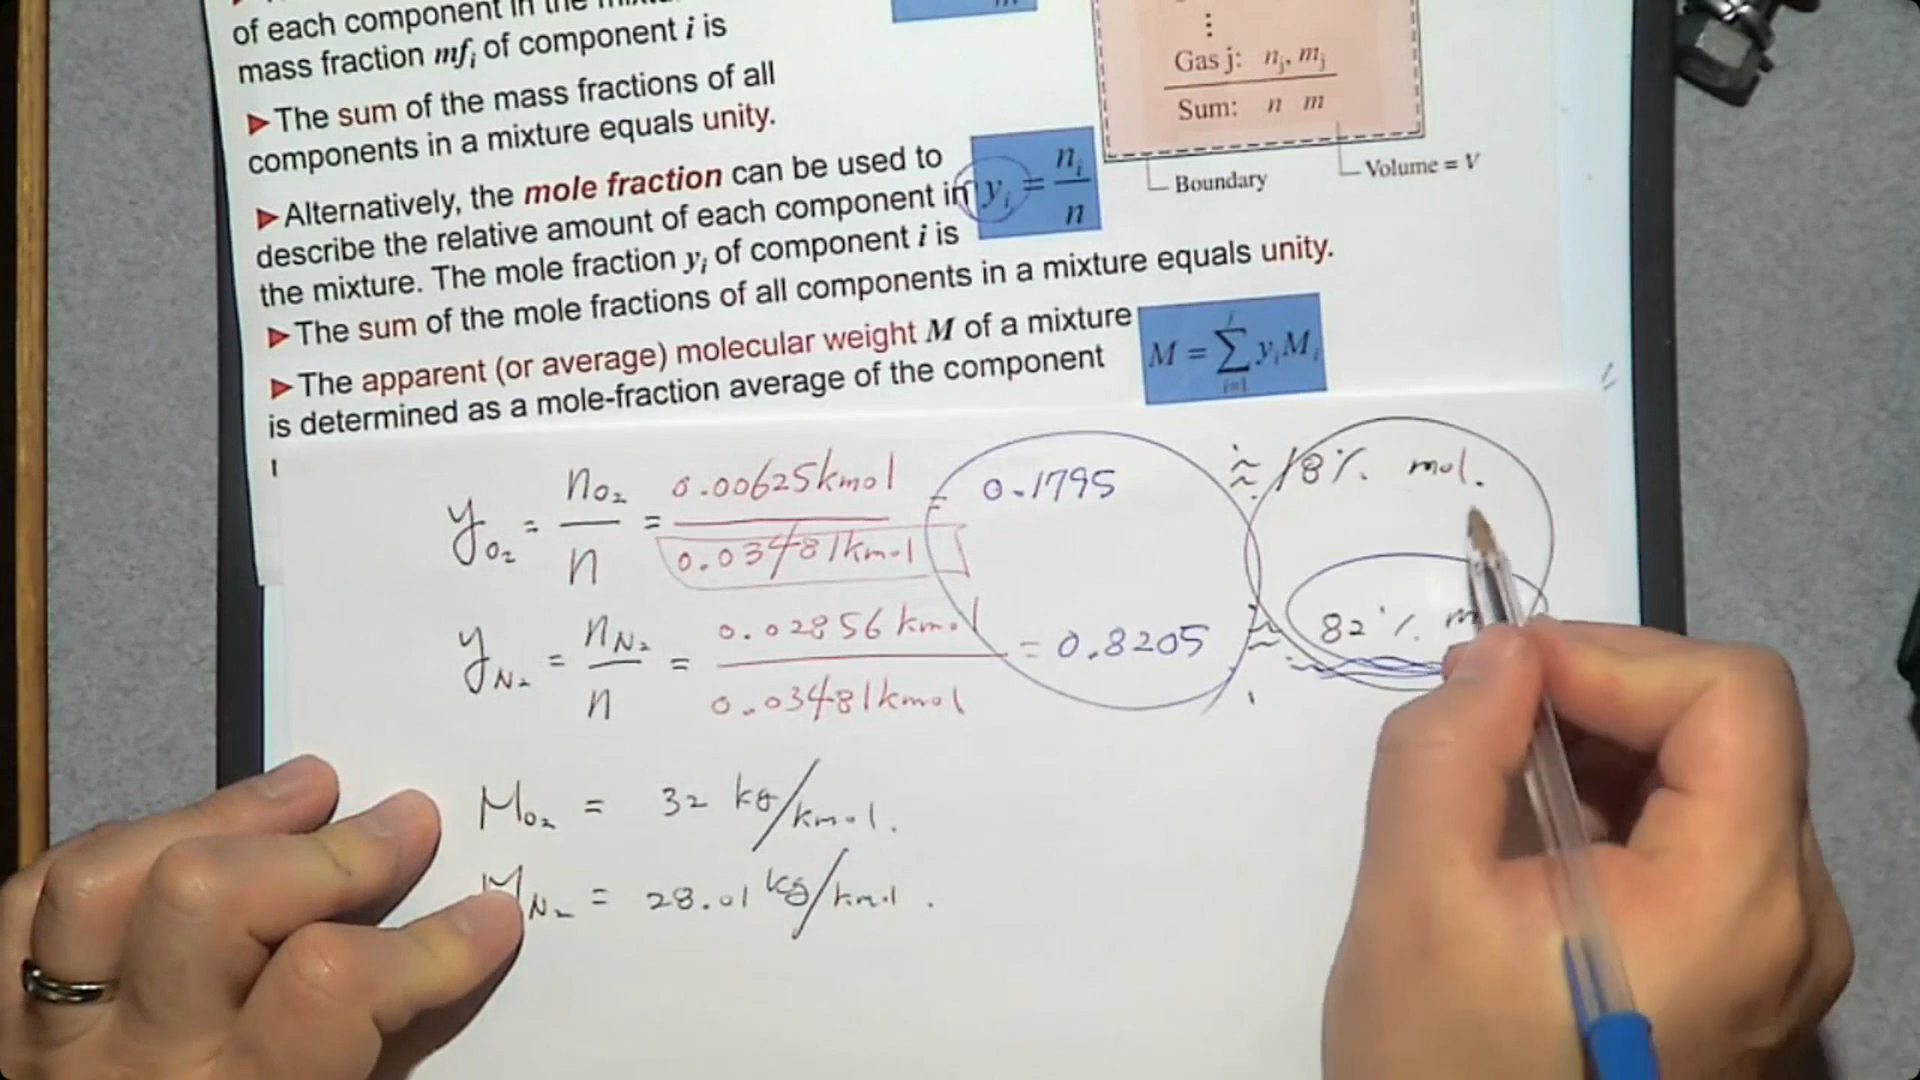 of each component in the
mass fraction mfi of component i is
➤The sum of the mass fractions of all
components in a mixture equals unity.
➤Alternatively, the mole fraction can be used to
describe the relative amount of each component in
the mixture. The mole fraction yi of component i is
yi = ni / n
➤The sum of the mole fractions of all components in a mixture equals unity.
➤The apparent (or average) molecular weight M of a mixture
is determined as a mole-fraction average of the component
M = Σ yiMi
j
i=1
Gas j: nj, mj
Sum: n m
Boundary
Volume = V
yO2 = nO2 / n = 0.00625kmol / 0.03481kmol = 0.1795 ≈ 18% mol.
yN2 = nN2 / n = 0.02856 kmol / 0.03481kmol = 0.8205 ≈ 82% m
MO2 = 32 kg/kmol.
MN2 = 28.01 kg/kmol.